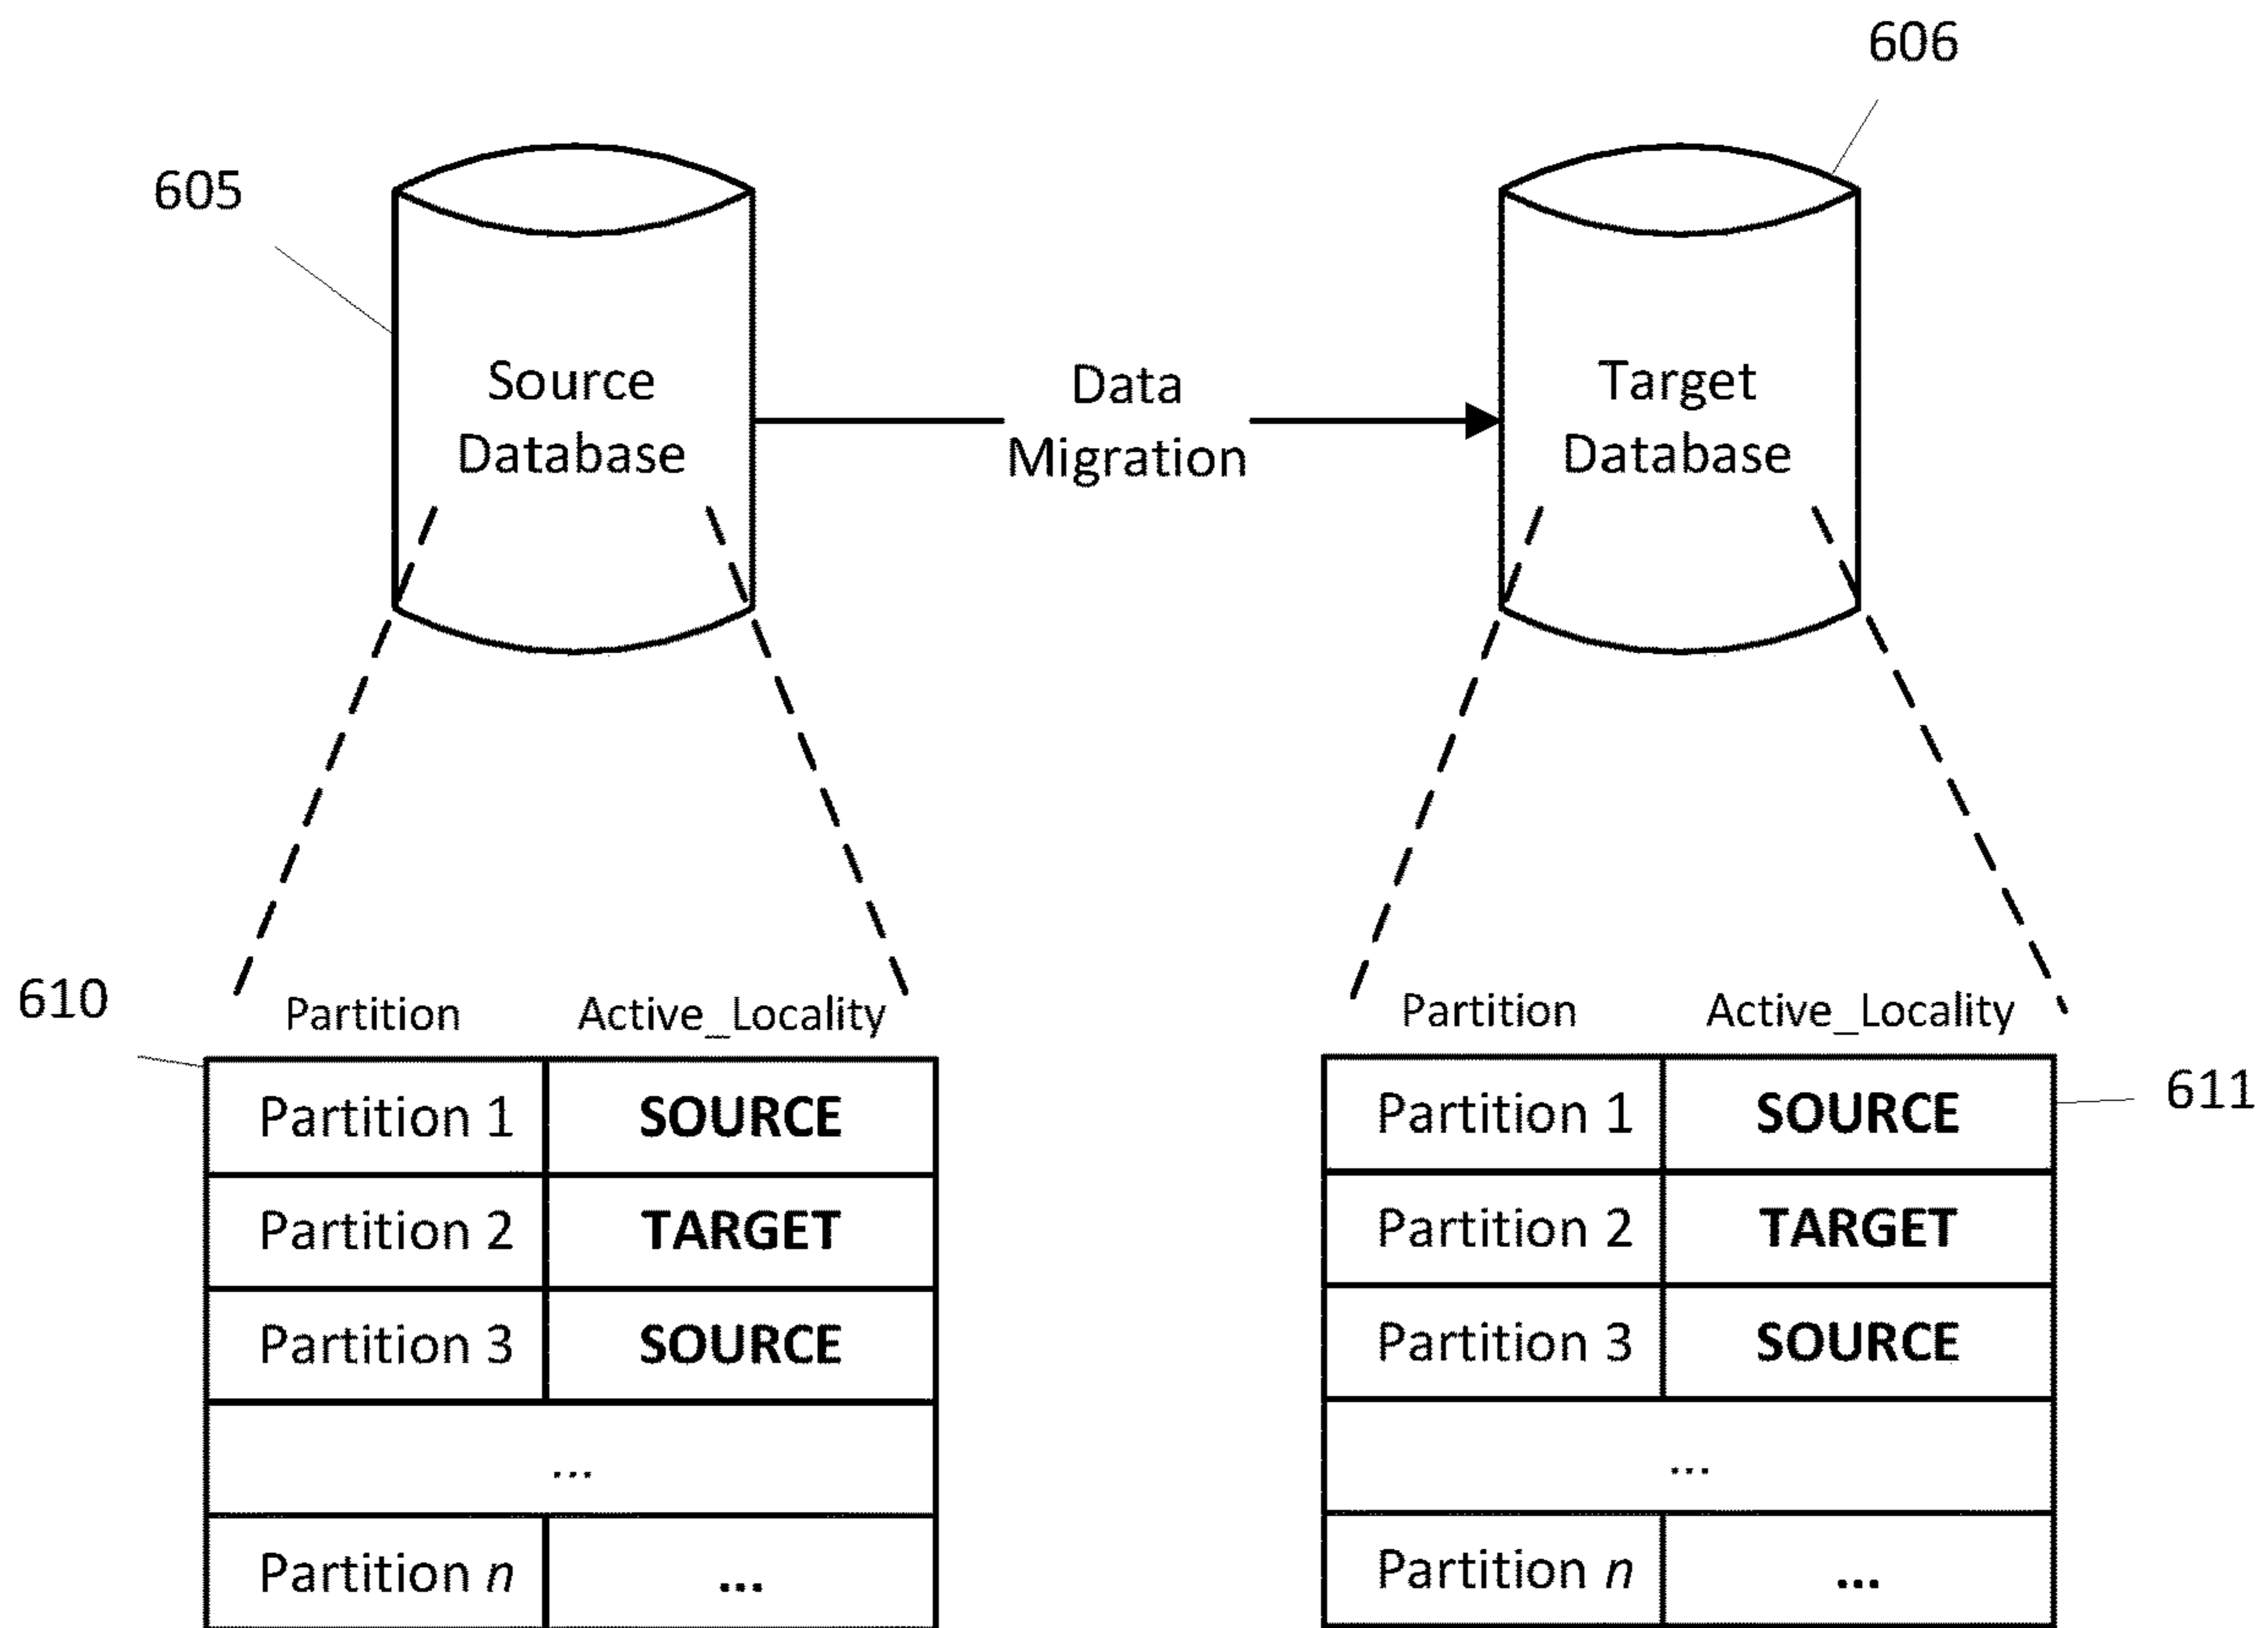 606
605
Source
Database
Data
Migration
Target
Database
610
Partition Active_Locality
Partition 1 SOURCE
Partition 2 TARGET
Partition 3 SOURCE
...
Partition n ...
Partition Active_Locality
611
Partition 1 SOURCE
Partition 2 TARGET
Partition 3 SOURCE
...
Partition n ...